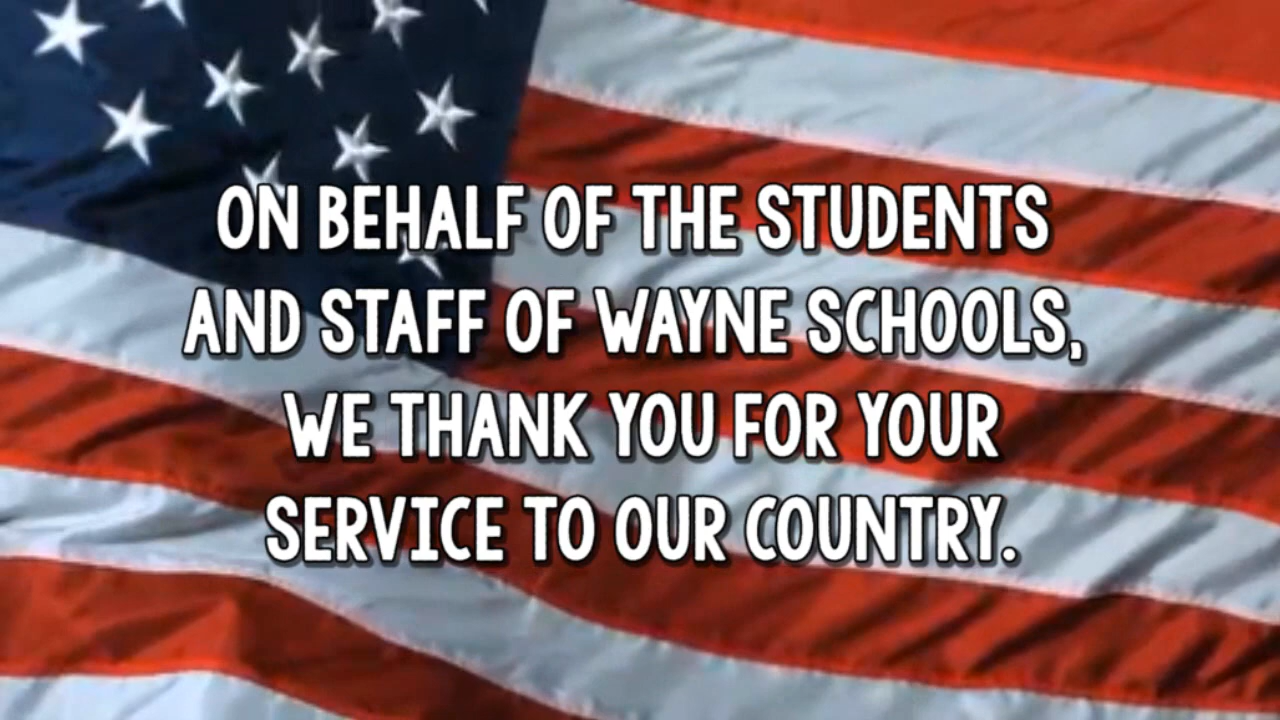 ON BEHALF OF THE STUDENTS
AND STAFF OF WAYNE SCHOOLS,
WE THANK YOU FOR YOUR
SERVICE TO OUR COUNTRY.